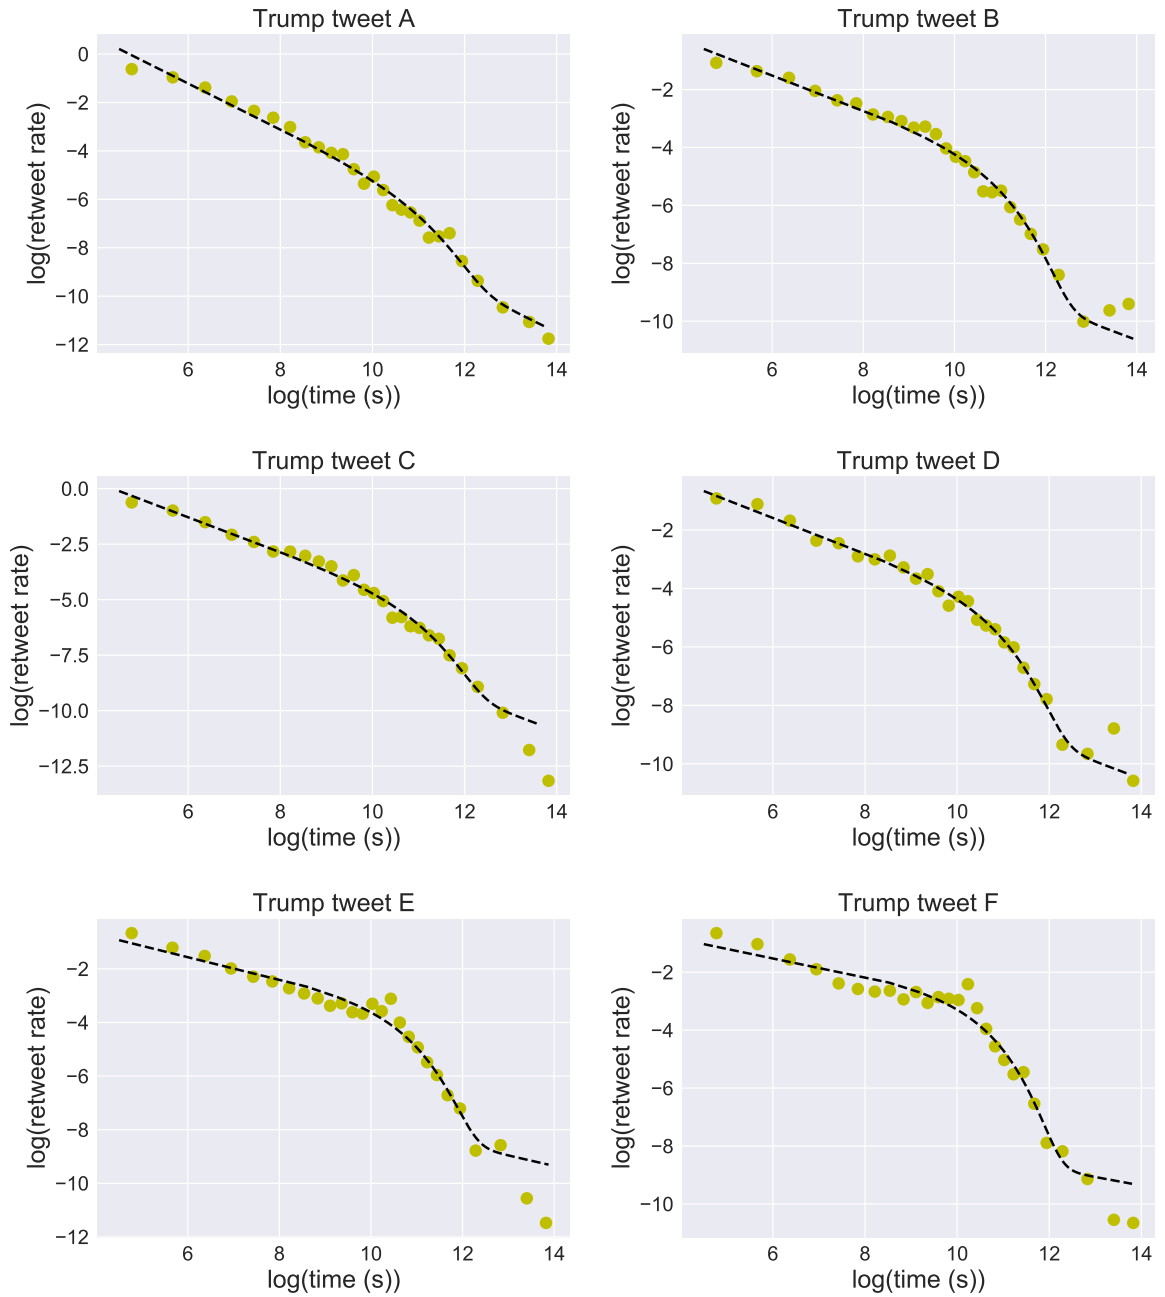 Trump tweet A
0
−2
−4
−6
−8
−10
−12
log(retweet rate)
6 8 10 12 14
log(time (s))
Trump tweet B
−2
−4
−6
−8
−10
log(retweet rate)
6 8 10 12 14
log(time (s))
Trump tweet C
0.0
−2.5
−5.0
−7.5
−10.0
−12.5
log(retweet rate)
6 8 10 12 14
log(time (s))
Trump tweet D
−2
−4
−6
−8
−10
log(retweet rate)
6 8 10 12 14
log(time (s))
Trump tweet E
−2
−4
−6
−8
−10
−12
log(retweet rate)
6 8 10 12 14
log(time (s))
Trump tweet F
−2
−4
−6
−8
−10
log(retweet rate)
6 8 10 12 14
log(time (s))